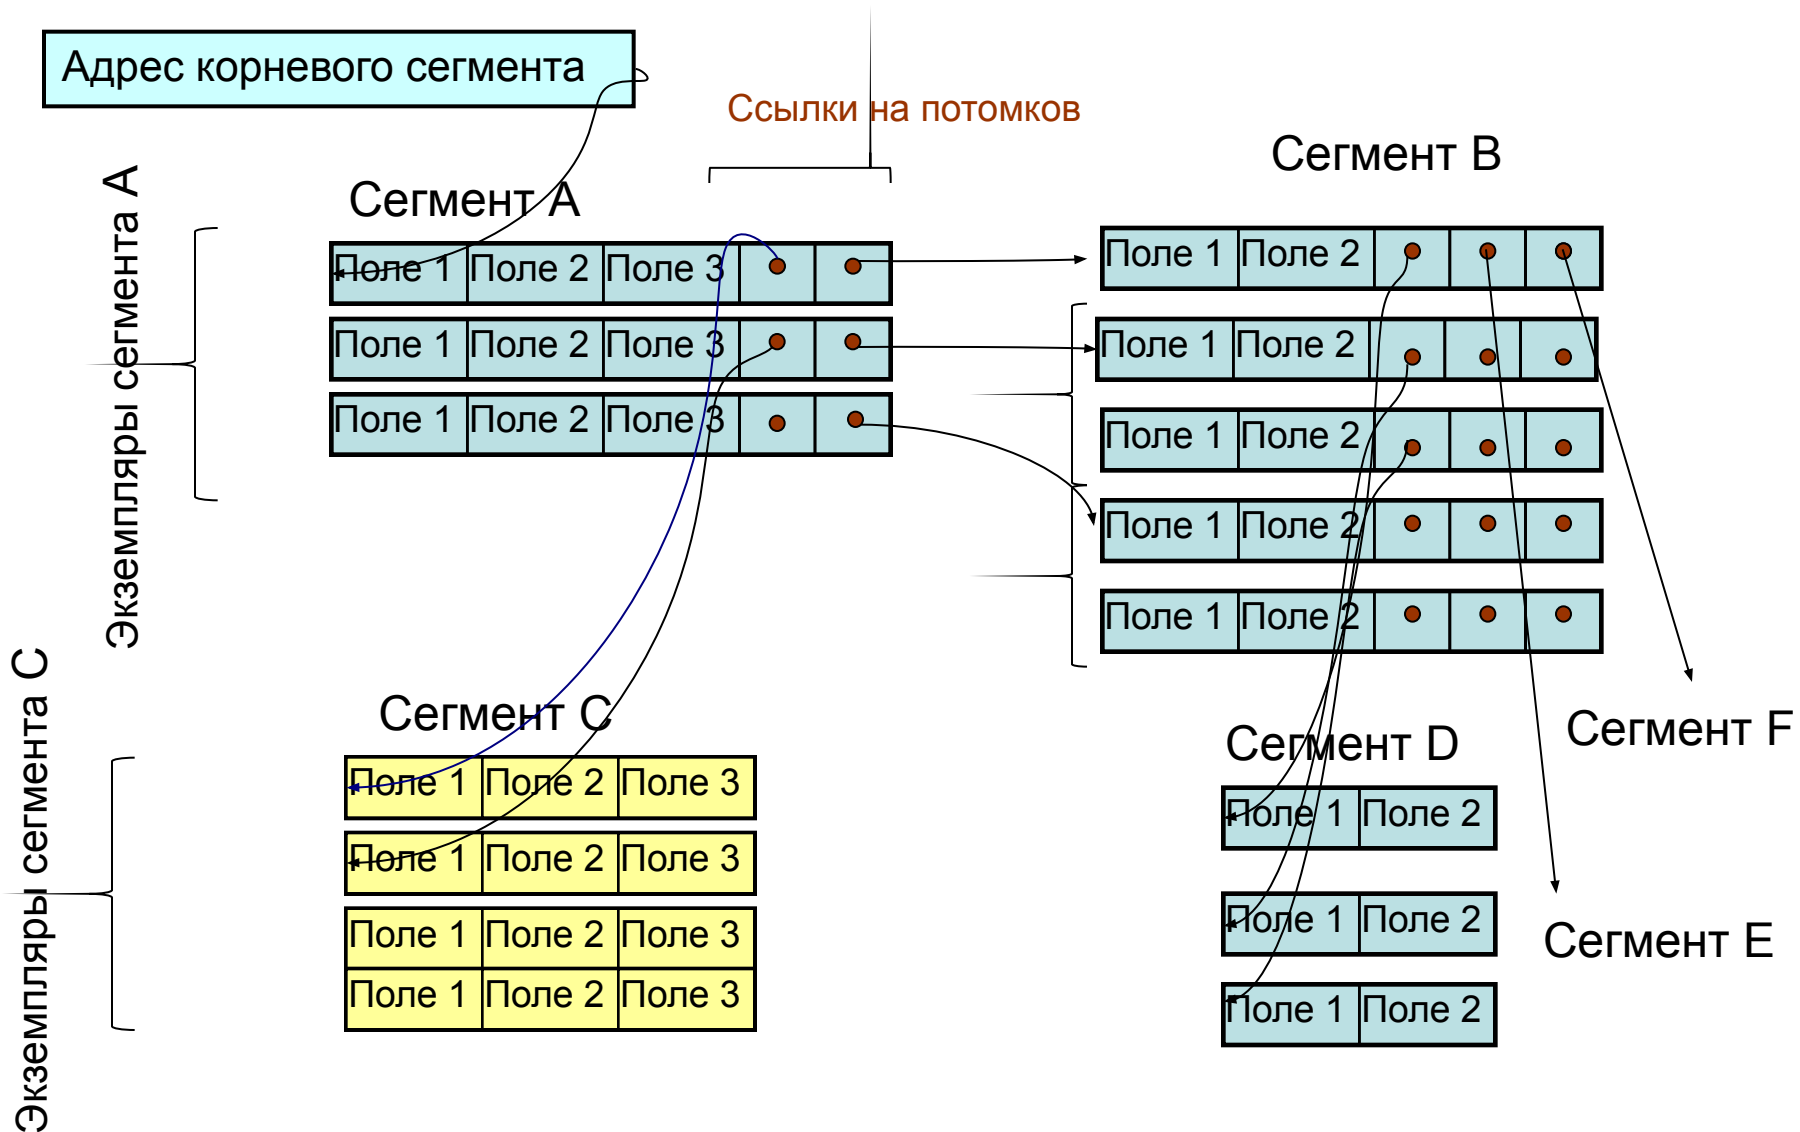 Адрес корневого сегмента
Ссылки на потомков
Сегмент B
Сегмент A
Экземпляры сегмента A
Поле 1 Поле 2 Поле 3
Поле 1 Поле 2 Поле 3
Поле 1 Поле 2 Поле 3
Поле 1 Поле 2
Поле 1 Поле 2
Поле 1 Поле 2
Поле 1 Поле 2
Поле 1 Поле 2
Экземпляры сегмента C
Сегмент C
Поле 1 Поле 2 Поле 3
Поле 1 Поле 2 Поле 3
Поле 1 Поле 2 Поле 3
Поле 1 Поле 2 Поле 3
Сегмент D
Поле 1 Поле 2
Поле 1 Поле 2
Поле 1 Поле 2
Сегмент F
Сегмент E